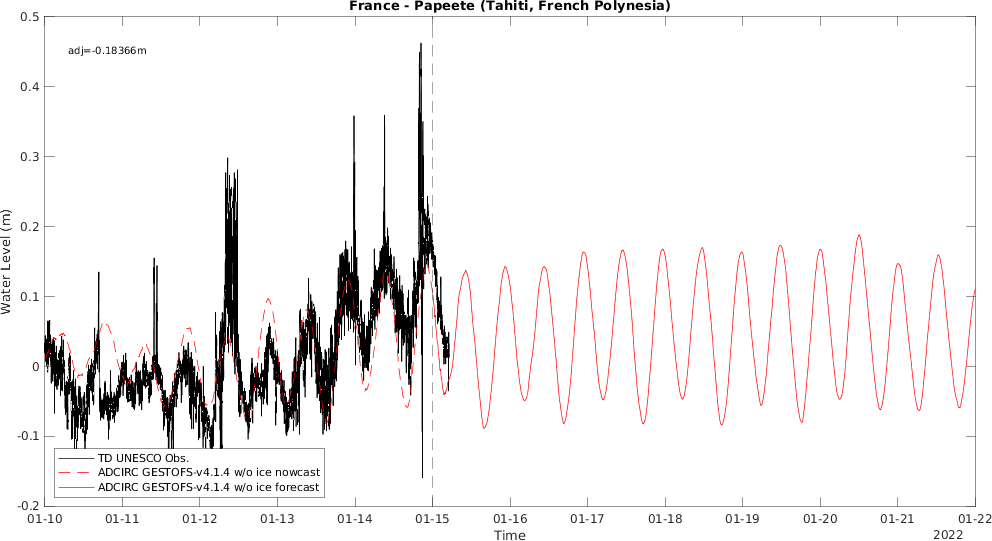 France - Papeete (Tahiti, French Polynesia)
adj=-0.18366m
0.5
0.4
0.3
0.2
0.1
0
-0.1
-0.2
Water Level (m)
TD UNESCO Obs.
ADCIRC GESTOFS-v4.1.4 w/o ice nowcast
ADCIRC GESTOFS-v4.1.4 w/o ice forecast
01-10 01-11 01-12 01-13 01-14 01-15 01-16 01-17 01-18 01-19 01-20 01-21 01-22
Time
2022